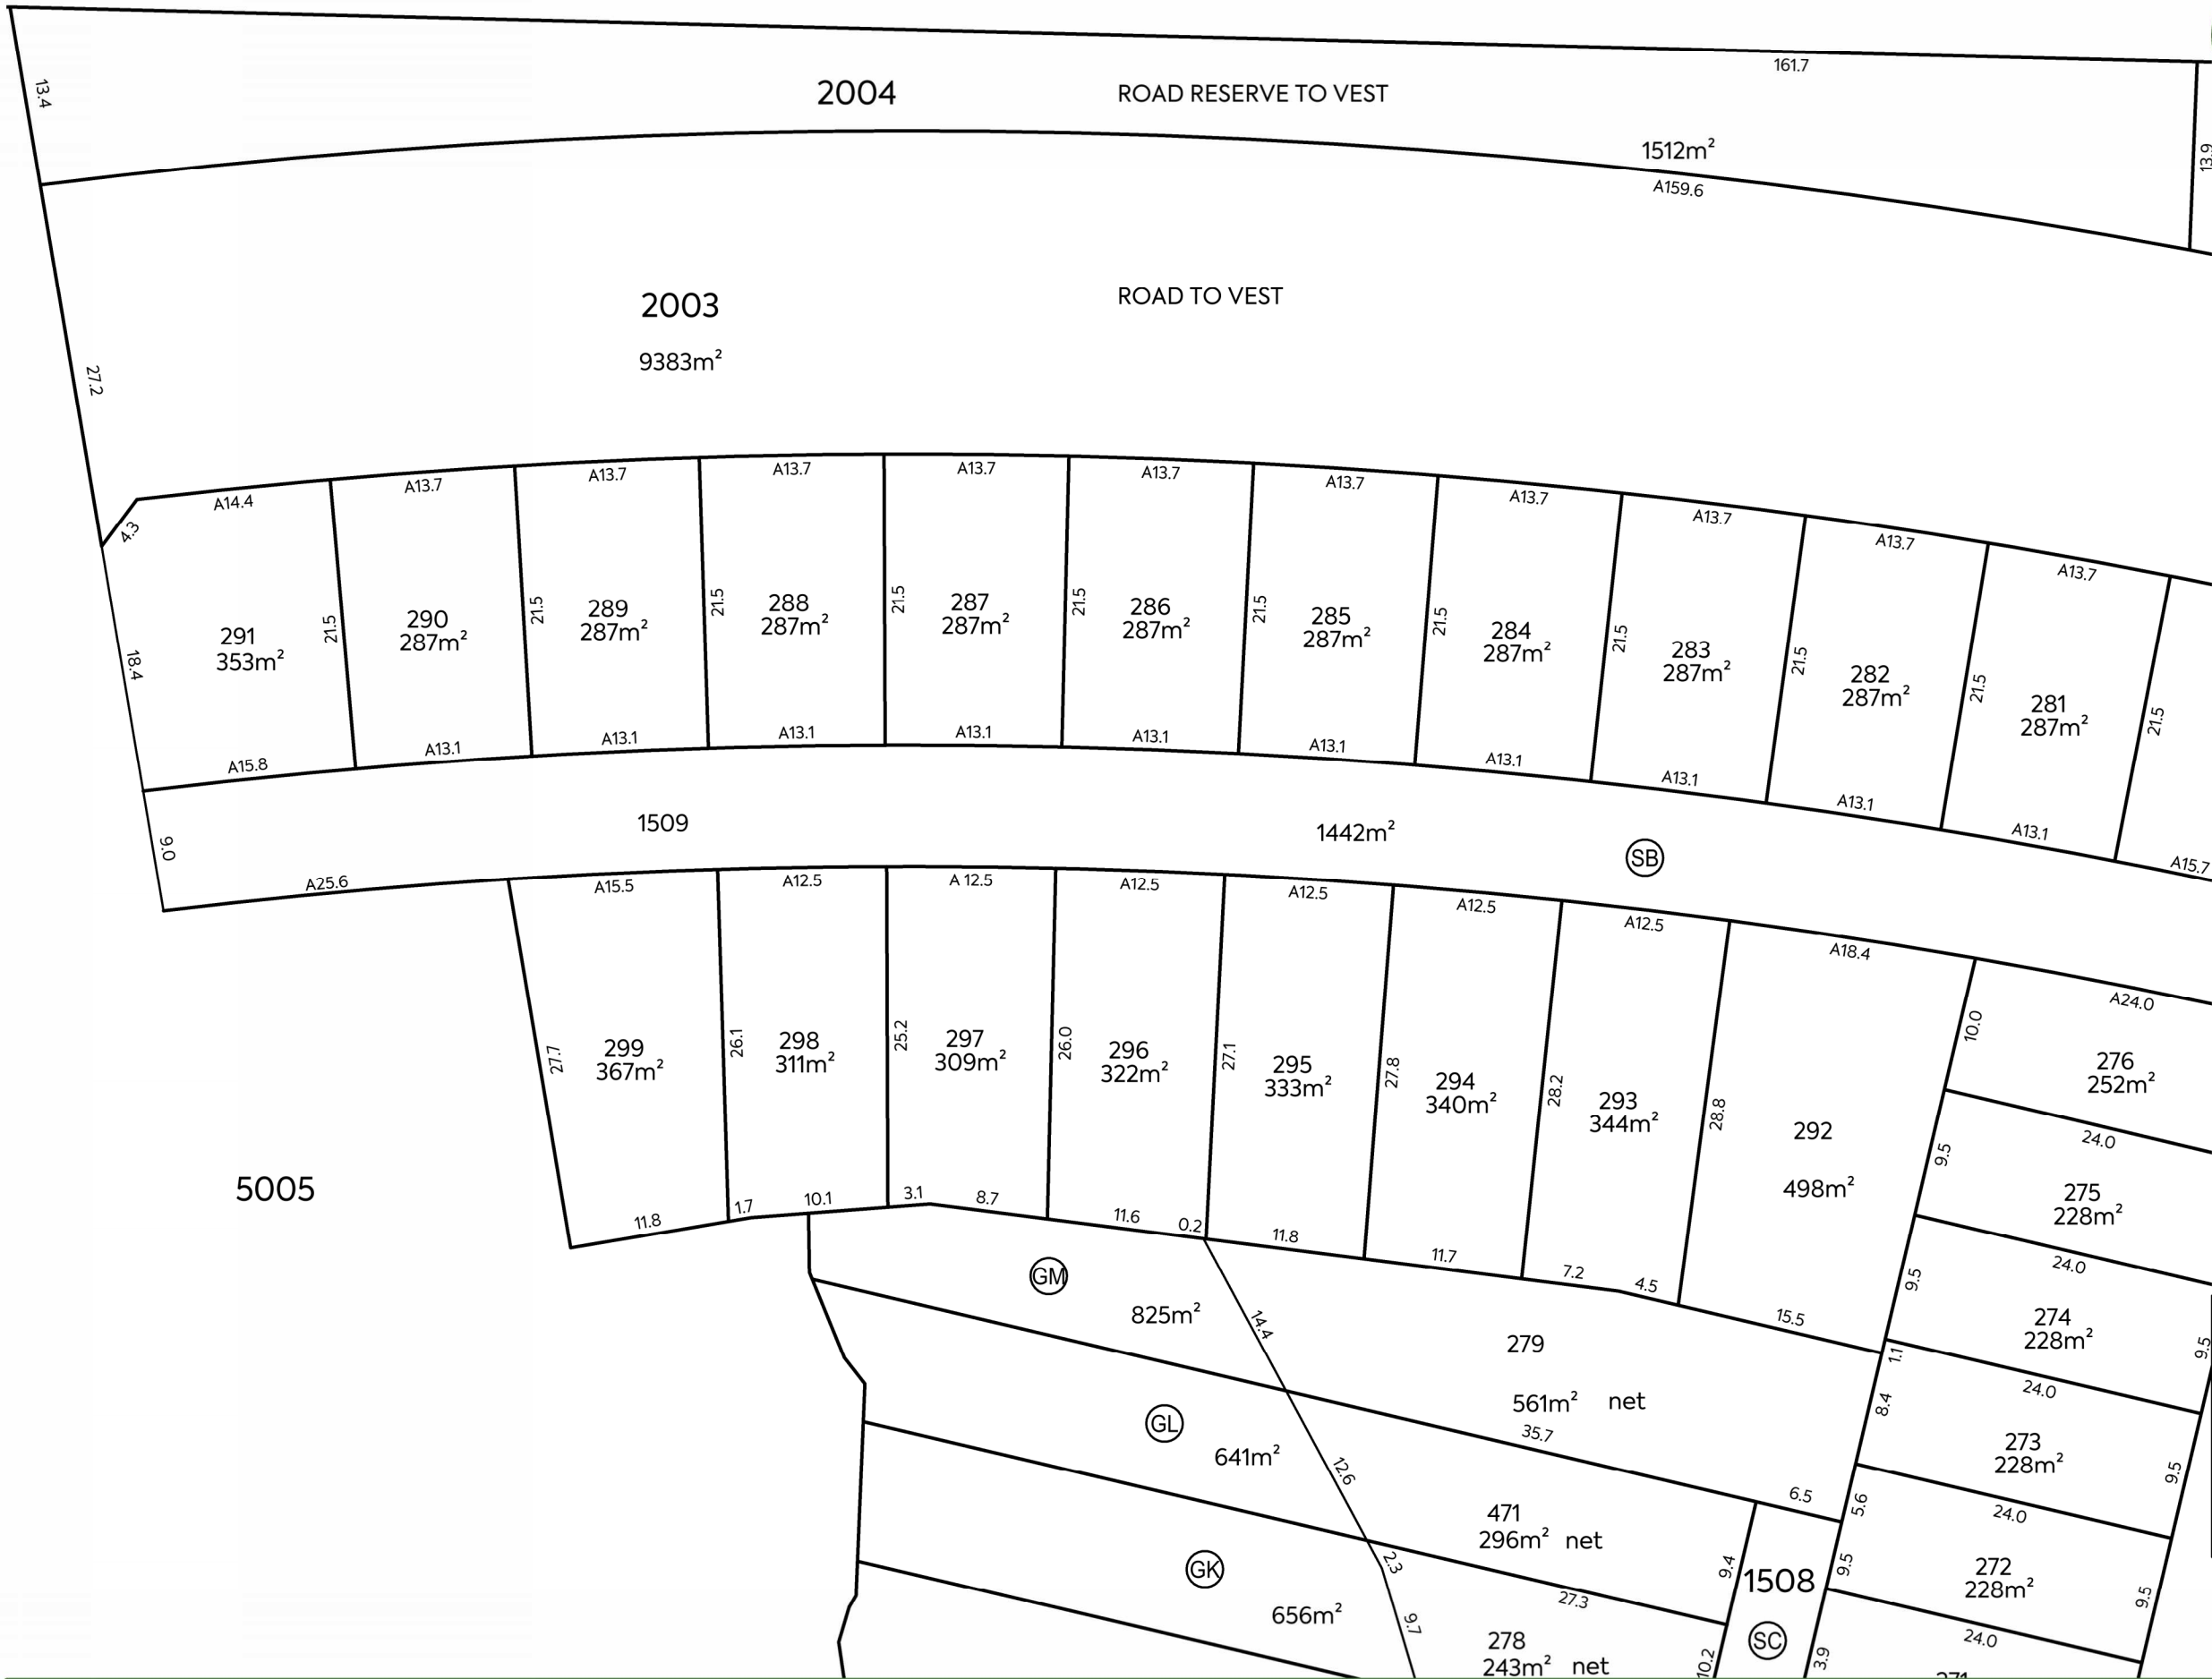 161.7
13.4
2004 ROAD RESERVE TO VEST
1512m²
13.9
A159.6
2003 ROAD TO VEST
9383m²
27.2
A14.4 A13.7 A13.7 A13.7 A13.7 A13.7 A13.7 A13.7 A13.7 A13.7 A13.7
4.3
18.4
291
353m²
21.5
290
287m²
21.5
289
287m²
21.5
288
287m²
21.5
287
287m²
21.5
286
287m²
21.5
285
287m²
21.5
284
287m²
21.5
283
287m²
21.5
282
287m²
21.5
281
287m²
21.5
A15.8 A13.1 A13.1 A13.1 A13.1 A13.1 A13.1 A13.1 A13.1 A13.1 A13.1 A15.7
9.0
1509 1442m² SB
A25.6 A15.5 A12.5 A 12.5 A12.5 A12.5 A12.5 A12.5 A18.4 A24.0
27.7
299
367m²
26.1
298
311m²
25.2
297
309m²
26.0
296
322m²
27.1
295
333m²
27.8
294
340m²
28.2
293
344m²
28.8
292
498m²
10.0
276
252m²
24.0
9.5
275
228m²
24.0
9.5
274
228m²
9.5
5005
11.8 1.7 10.1 3.1 8.7 11.6 0.2 11.8 11.7 7.2 4.5 15.5
1.1
24.0
8.4
273
228m²
9.5
GM
825m²
14.4
279
561m² net
35.7
6.5
5.6
24.0
GL
641m²
12.6
471
296m² net
9.4
1508
9.5
272
228m²
9.5
GK
656m²
2.3
27.3
9.7
278
243m² net
10.2
SC
3.9
24.0